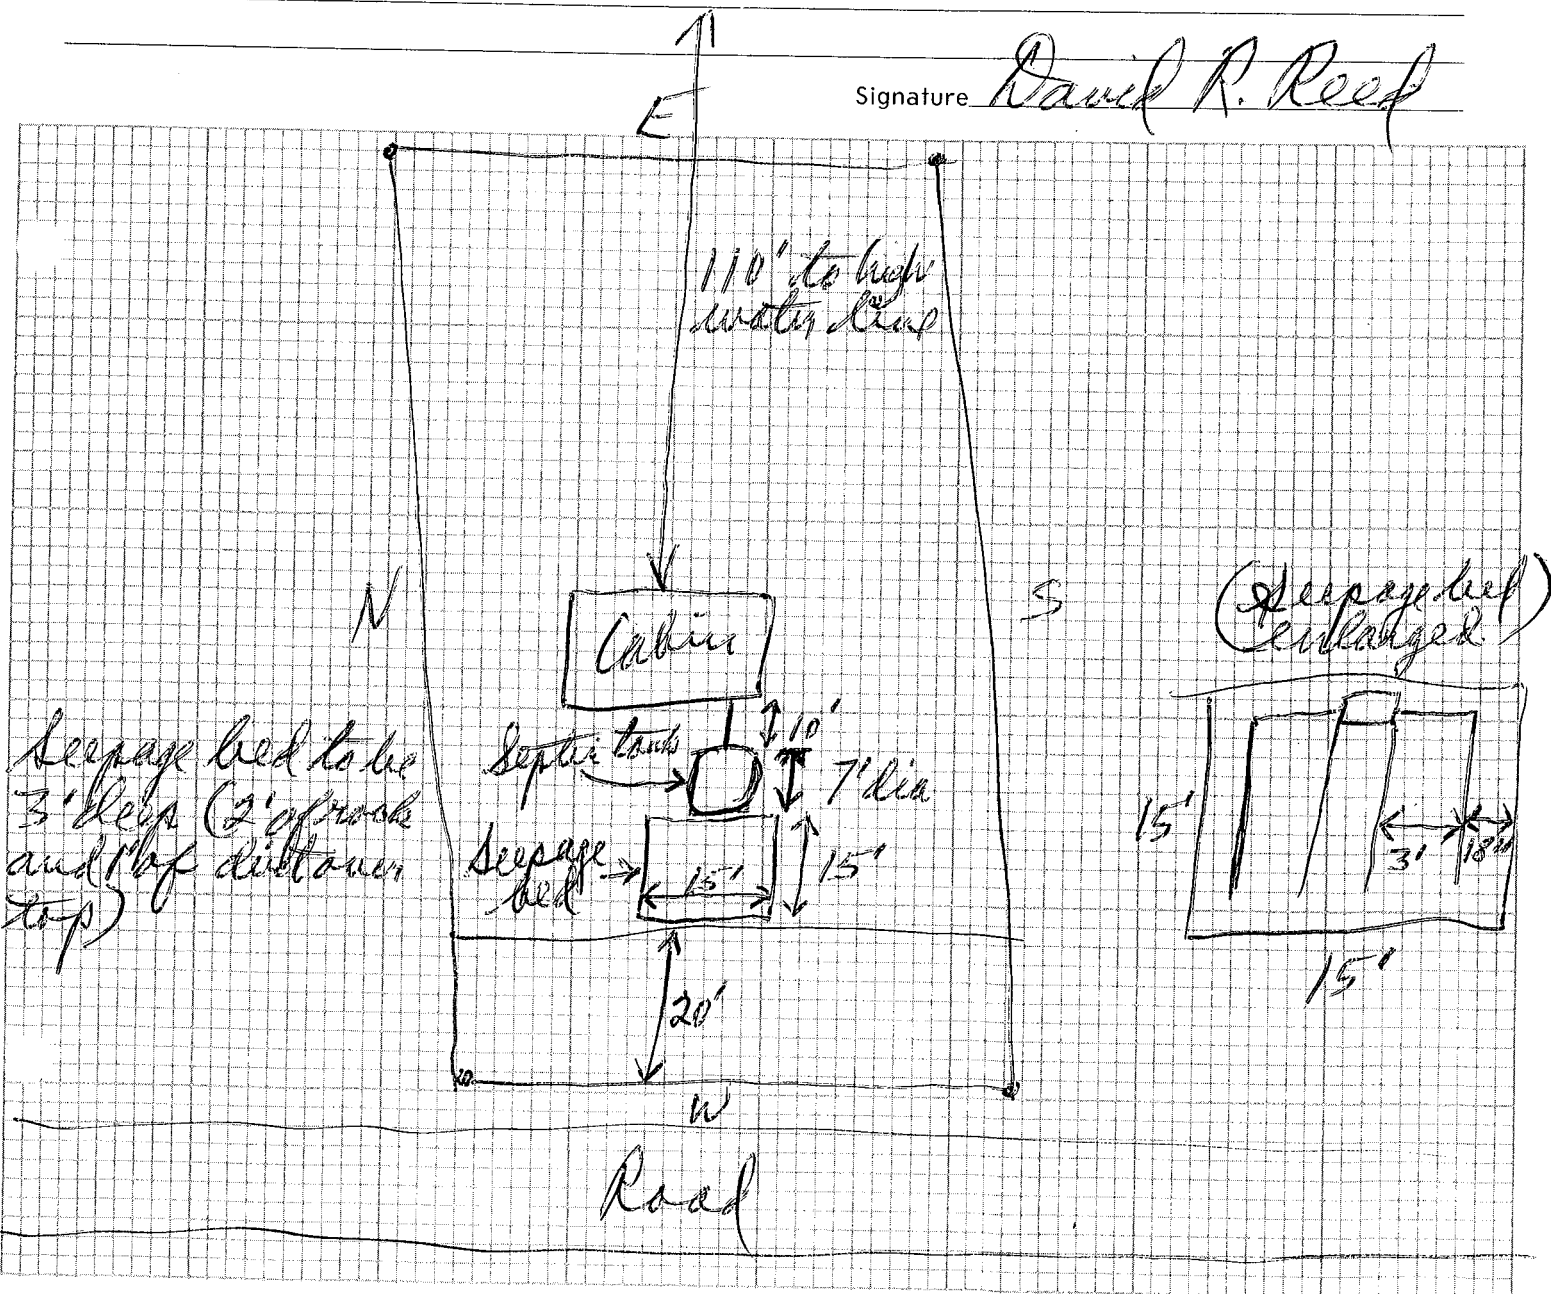 Signature David R. Reed
E
110' to high
water line
N
S
(Seepage bed
enlarged)
Cabin
10'
Septic tank
7' dia
Seepage bed to be
3' deep (2' of rock
and 1' of dirt over
top)
Seepage
bed
15'
15'
15'
3'
18"
15'
20'
W
Road